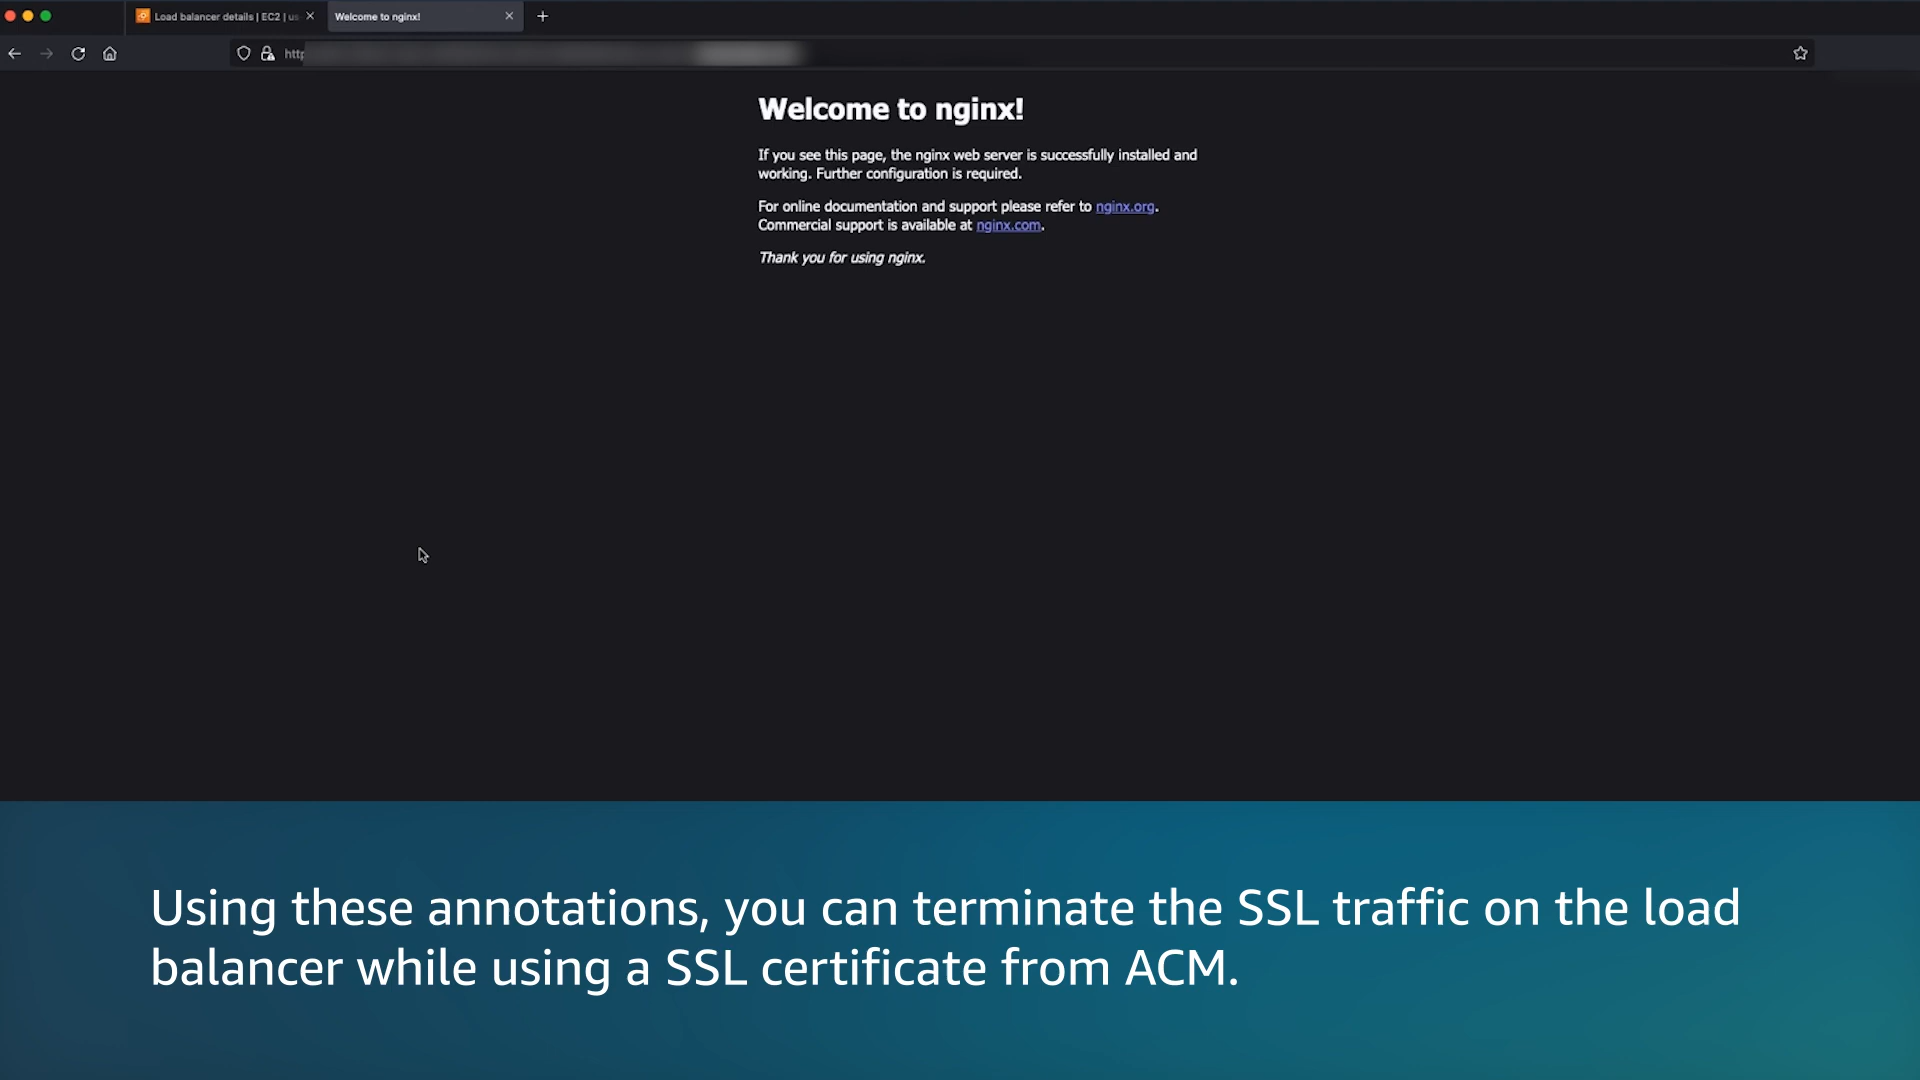 Load balancer details | EC2 | us
Welcome to nginx!
http
Welcome to nginx!
If you see this page, the nginx web server is successfully installed and
working. Further configuration is required.
For online documentation and support please refer to nginx.org.
Commercial support is available at nginx.com.
Thank you for using nginx.
Using these annotations, you can terminate the SSL traffic on the load
balancer while using a SSL certificate from ACM.